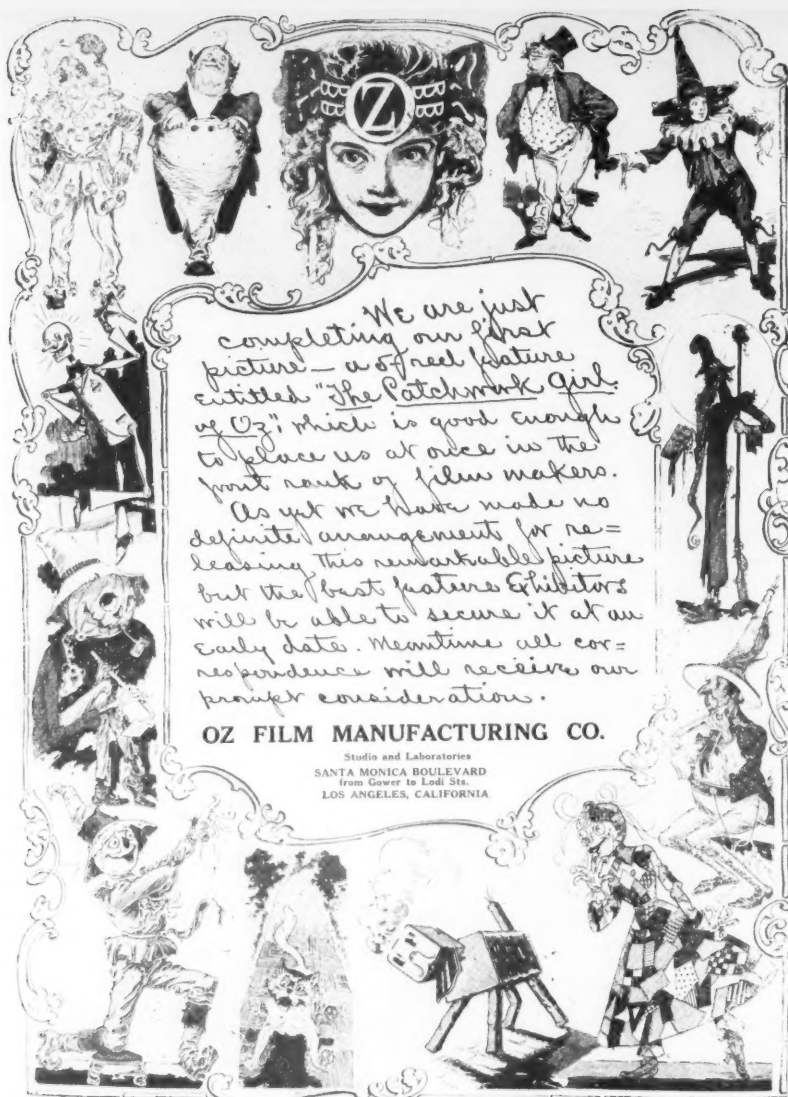 OZ
We are just
completing our first
picture — a 5 reel feature
entitled "The Patchwork Girl
of Oz", which is good enough
to place us at once in the
front rank of film makers.
As yet we have made no
definite arrangement for re=
leasing this remarkable picture
but the best feature Exhibitors
will be able to secure it at an
Early date. Meantime all cor=
respondence will receive our
prompt consideration.
OZ FILM MANUFACTURING CO.
Studio and Laboratories
SANTA MONICA BOULEVARD
from Gower to Lodi Sts.
LOS ANGELES, CALIFORNIA